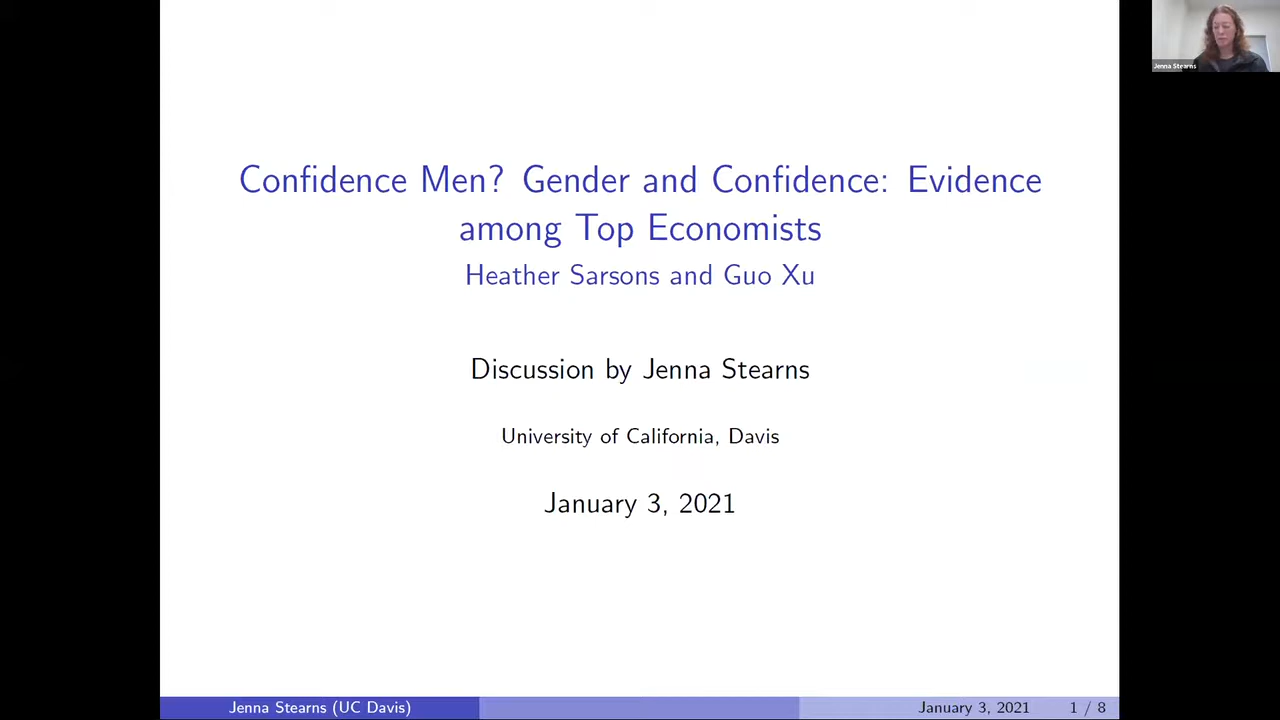 Jenna Stearns
Confidence Men? Gender and Confidence: Evidence
among Top Economists
Heather Sarsons and Guo Xu
Discussion by Jenna Stearns
University of California, Davis
January 3, 2021
Jenna Stearns (UC Davis)
January 3, 2021
1 / 8